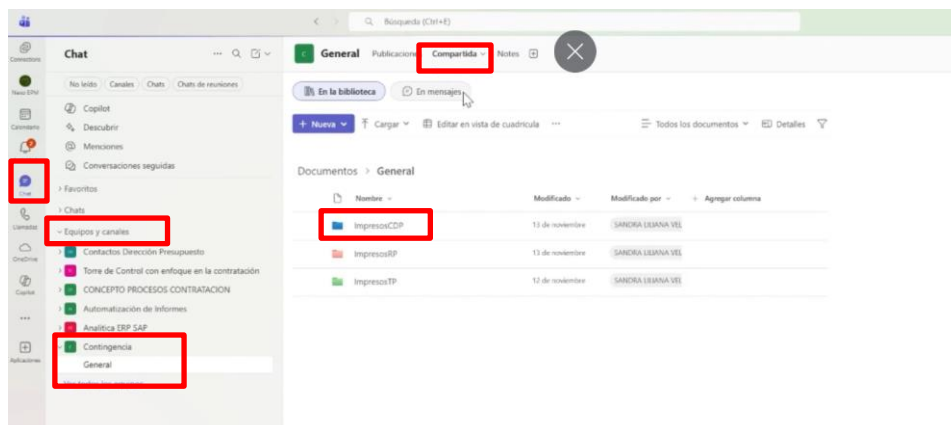 Búsqueda (Ctrl+E)
Chat
General
Publicacione
Compartida
Notes
No leído
Canales
Chats
Chats de reuniones
En la biblioteca
En mensajes
Copilot
Descubrir
Menciones
Conversaciones seguidas
+ Nueva
Cargar
Editar en vista de cuadrícula
Todos los documentos
Detalles
Calendario
Chat
Llamadas
OneDrive
Copilot
Aplicaciones
Favoritos
Chats
Equipos y canales
Contactos Dirección Presupuesto
Torre de Control con enfoque en la contratación
CONCEPTO PROCESOS CONTRATACION
Automatización de Informes
Analítica ERP SAP
Contingencia
General
Documentos > General
Nombre
Modificado
Modificado por
+ Agregar columna
ImpresosCDP
13 de noviembre
SANDRA LILIANA VEL
ImpresosRP
13 de noviembre
SANDRA LILIANA VEL
ImpresosTP
12 de noviembre
SANDRA LILIANA VEL